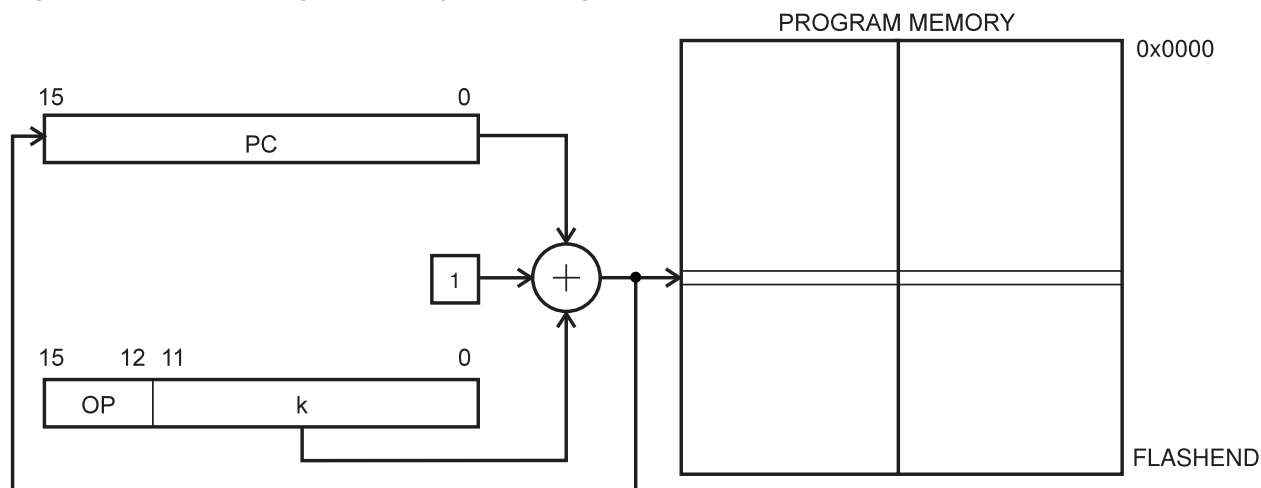 PROGRAM MEMORY
0x0000
15 0
PC
1
15 12 11 0
OP k
FLASHEND